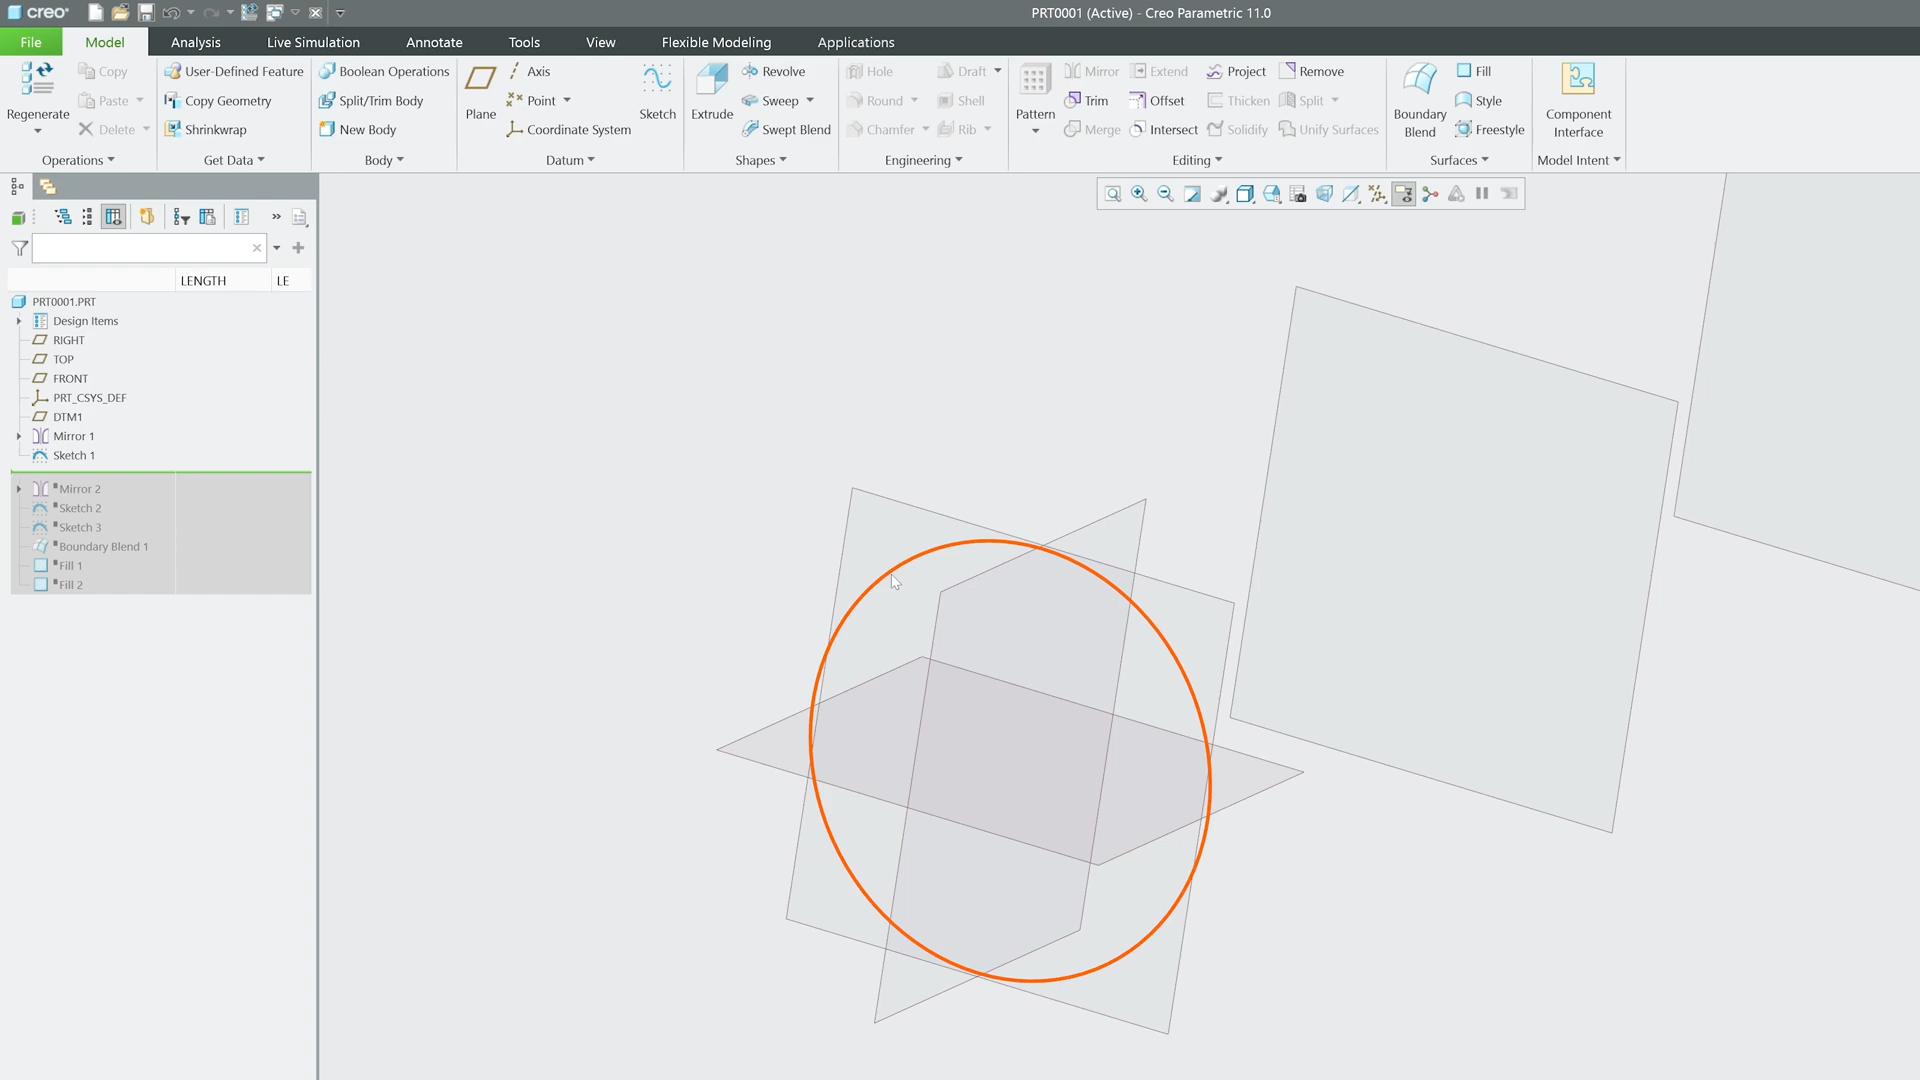 creo®
PRT0001 (Active) - Creo Parametric 11.0
File Model Analysis Live Simulation Annotate Tools View Flexible Modeling Applications
Regenerate
Copy
Paste
Delete
Operations
User-Defined Feature
Copy Geometry
Shrinkwrap
Get Data
Boolean Operations
Split/Trim Body
New Body
Body
Plane
Axis
Point
Coordinate System
Sketch
Datum
Extrude
Revolve
Sweep
Swept Blend
Shapes
Hole
Round
Chamfer
Draft
Shell
Rib
Engineering
Pattern
Mirror
Trim
Merge
Extend
Offset
Intersect
Project
Thicken
Solidify
Remove
Split
Unify Surfaces
Editing
Boundary
Blend
Fill
Style
Freestyle
Surfaces
Component
Interface
Model Intent
LENGTH LE
PRT0001.PRT
Design Items
RIGHT
TOP
FRONT
PRT_CSYS_DEF
DTM1
Mirror 1
Sketch 1
Mirror 2
Sketch 2
Sketch 3
Boundary Blend 1
Fill 1
Fill 2